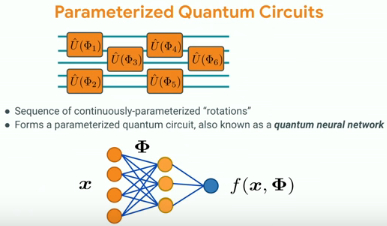 Parameterized Quantum Circuits
Û(Φ₁)
Û(Φ₄)
Û(Φ₃)
Û(Φ₆)
Û(Φ₂)
Û(Φ₅)
● Sequence of continuously-parameterized "rotations"
● Forms a parameterized quantum circuit, also known as a quantum neural network
Φ
x
f(x, Φ)